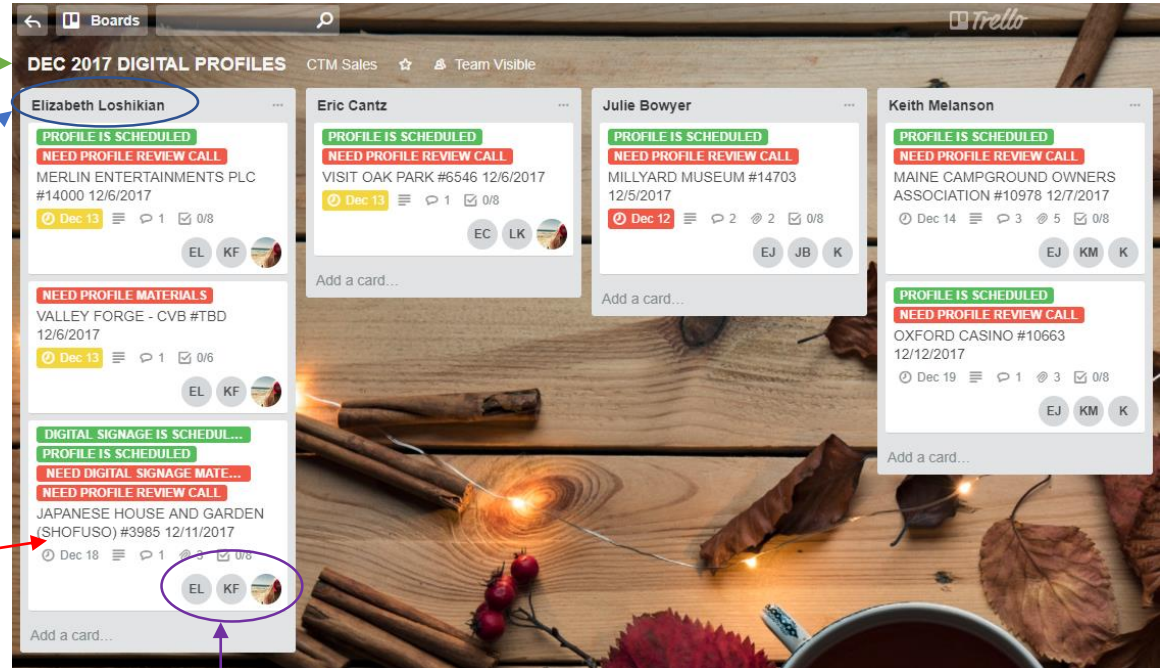 Boards
Trello
DEC 2017 DIGITAL PROFILES CTM Sales Team Visible
Elizabeth Loshikian
PROFILE IS SCHEDULED
NEED PROFILE REVIEW CALL
MERLIN ENTERTAINMENTS PLC
#14000 12/6/2017
Dec 13 1 0/8
EL KF
NEED PROFILE MATERIALS
VALLEY FORGE - CVB #TBD
12/6/2017
Dec 13 1 0/6
EL KF
DIGITAL SIGNAGE IS SCHEDUL...
PROFILE IS SCHEDULED
NEED DIGITAL SIGNAGE MATE...
NEED PROFILE REVIEW CALL
JAPANESE HOUSE AND GARDEN
(SHOFUSO) #3985 12/11/2017
Dec 18 1 3 0/8
EL KF
Add a card...
Eric Cantz
PROFILE IS SCHEDULED
NEED PROFILE REVIEW CALL
VISIT OAK PARK #6546 12/6/2017
Dec 13 1 0/8
EC LK
Add a card...
Julie Bowyer
PROFILE IS SCHEDULED
NEED PROFILE REVIEW CALL
MILLYARD MUSEUM #14703
12/5/2017
Dec 12 2 2 0/8
EJ JB K
Add a card...
Keith Melanson
PROFILE IS SCHEDULED
NEED PROFILE REVIEW CALL
MAINE CAMPGROUND OWNERS
ASSOCIATION #10978 12/7/2017
Dec 14 3 5 0/8
EJ KM K
PROFILE IS SCHEDULED
NEED PROFILE REVIEW CALL
OXFORD CASINO #10663
12/12/2017
Dec 19 1 3 0/8
EJ KM K
Add a card...